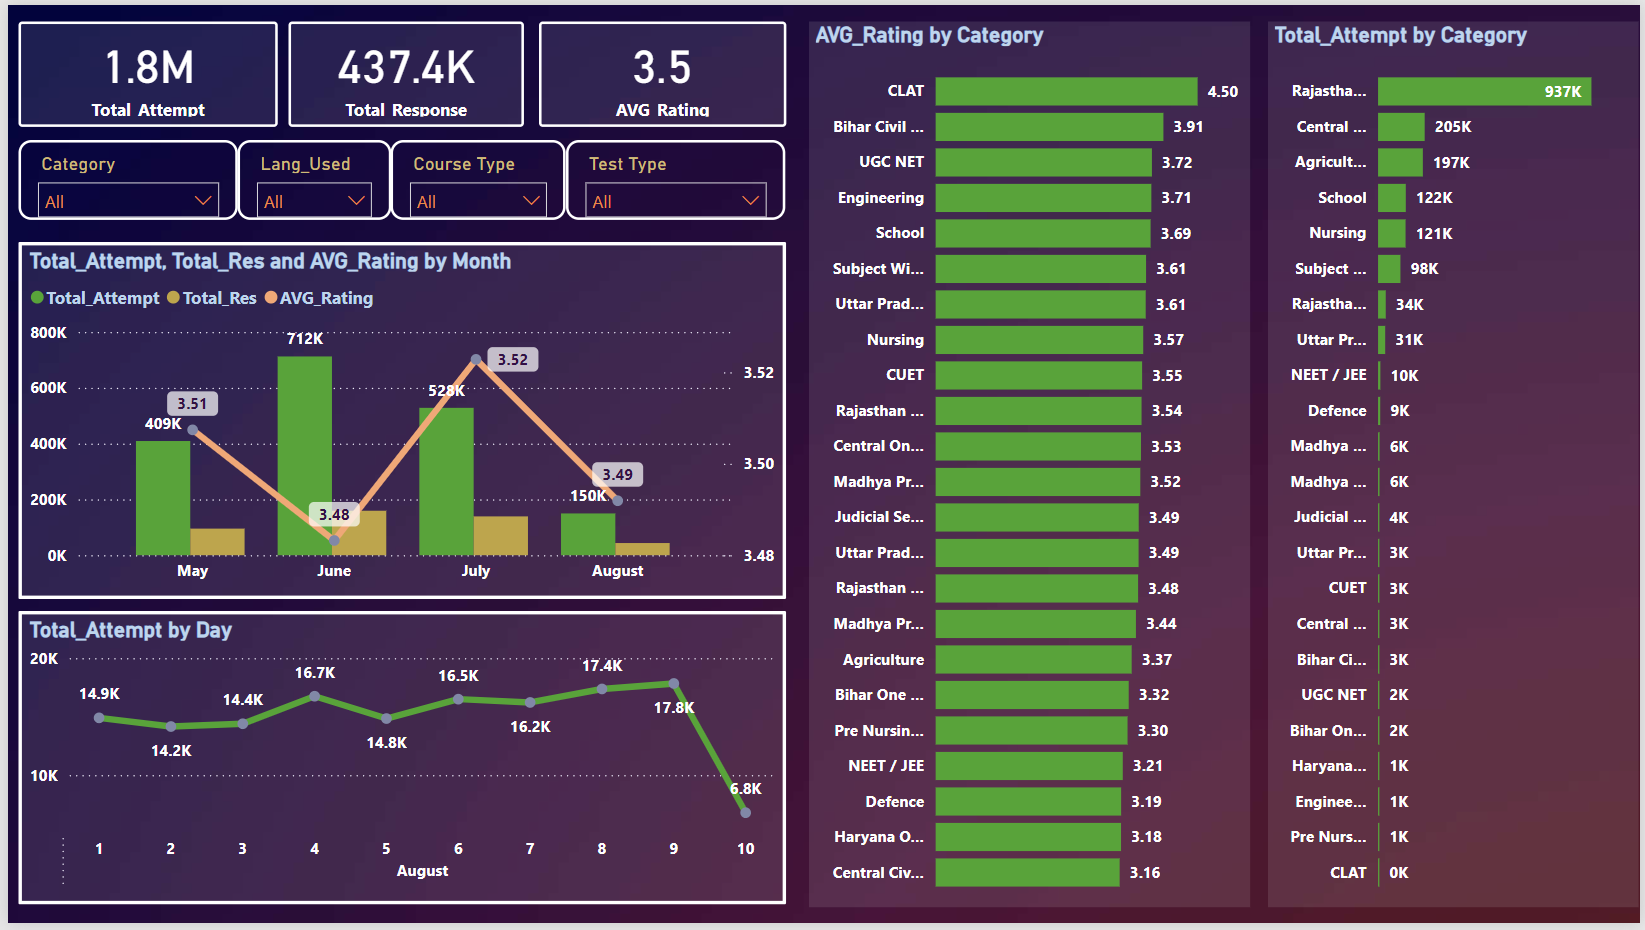 1.8M
Total Attempt
437.4K
Total Response
3.5
AVG Rating
Category
All
Lang_Used
All
Course Type
All
Test Type
All
Total_Attempt, Total_Res and AVG_Rating by Month
Total_Attempt Total_Res AVG_Rating
800K
600K
400K
200K
0K
409K
712K
528K
150K
3.51
3.48
3.52
3.49
3.52
3.50
3.48
May June July August
Total_Attempt by Day
20K
10K
14.9K
14.2K
14.4K
16.7K
14.8K
16.5K
16.2K
17.4K
17.8K
6.8K
1 2 3 4 5 6 7 8 9 10
August
AVG_Rating by Category
CLAT 4.50
Bihar Civil ... 3.91
UGC NET 3.72
Engineering 3.71
School 3.69
Subject Wi... 3.61
Uttar Prad... 3.61
Nursing 3.57
CUET 3.55
Rajasthan ... 3.54
Central On... 3.53
Madhya Pr... 3.52
Judicial Se... 3.49
Uttar Prad... 3.49
Rajasthan ... 3.48
Madhya Pr... 3.44
Agriculture 3.37
Bihar One ... 3.32
Pre Nursin... 3.30
NEET / JEE 3.21
Defence 3.19
Haryana O... 3.18
Central Civ... 3.16
Total_Attempt by Category
Rajastha... 937K
Central ... 205K
Agricult... 197K
School 122K
Nursing 121K
Subject ... 98K
Rajastha... 34K
Uttar Pr... 31K
NEET / JEE 10K
Defence 9K
Madhya ... 6K
Madhya ... 6K
Judicial ... 4K
Uttar Pr... 3K
CUET 3K
Central ... 3K
Bihar Ci... 3K
UGC NET 2K
Bihar On... 2K
Haryana... 1K
Enginee... 1K
Pre Nurs... 1K
CLAT 0K